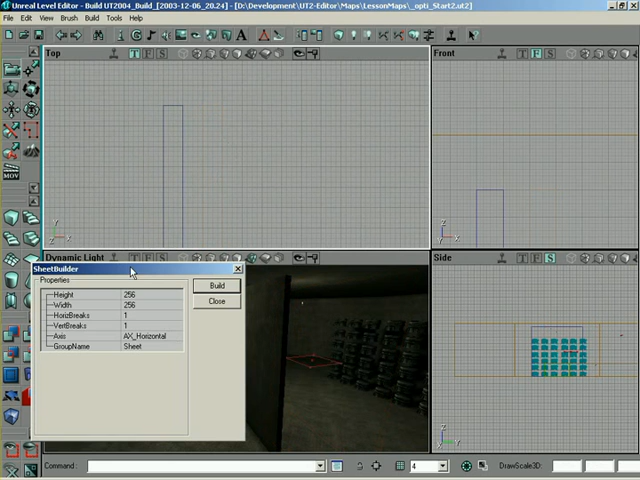 Unreal Level Editor - Build UT2004_Build_[2003-12-06_20.24] - [D:\Development\UT2-Editor\Maps\LessonMaps\_opti_Start2.ut2]
File Edit View Brush Build Tools Help
Top
T F S
Front
T F S
MOV
Y
X
Z
X
Dynamic Light
T F S
Side
T F S
SheetBuilder
Properties
Height 256
Width 256
HorizBreaks 1
VertBreaks 1
Axis AX_Horizontal
GroupName Sheet
Build
Close
Z
Y
Command:
4
DrawScale3D: